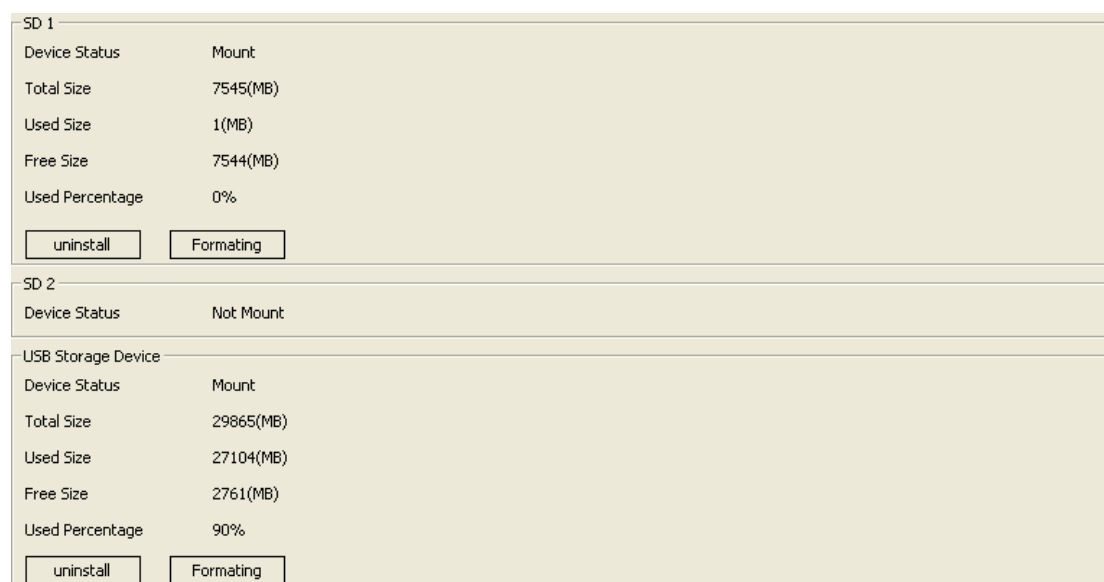 SD 1
Device Status Mount
Total Size 7545(MB)
Used Size 1(MB)
Free Size 7544(MB)
Used Percentage 0%
uninstall Formating
SD 2
Device Status Not Mount
USB Storage Device
Device Status Mount
Total Size 29865(MB)
Used Size 27104(MB)
Free Size 2761(MB)
Used Percentage 90%
uninstall Formating